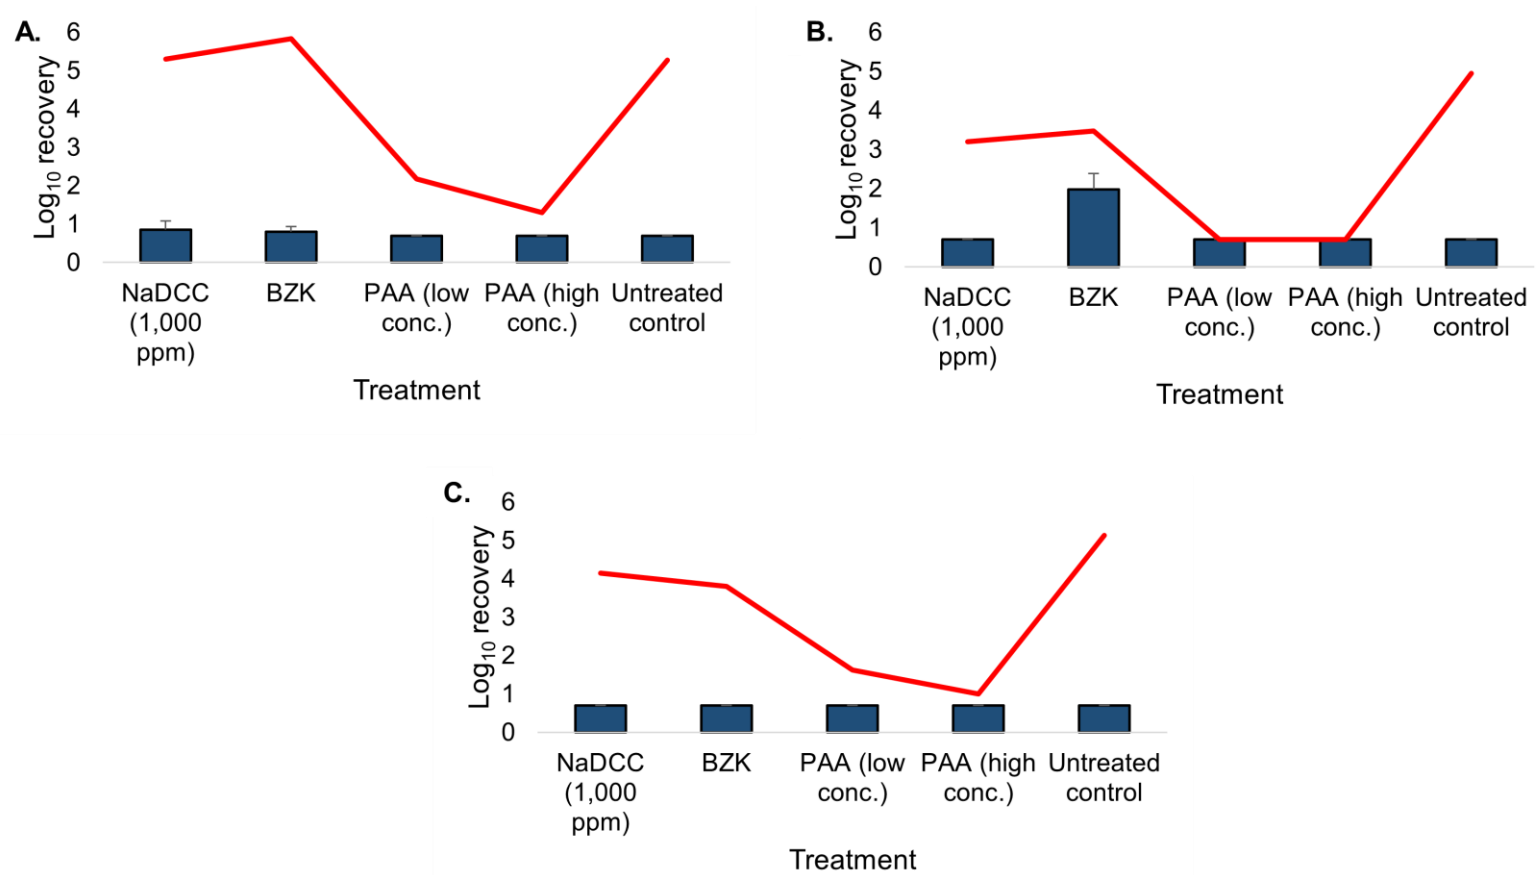 A.
Log10 recovery
6
5
4
3
2
1
0
NaDCC
(1,000
ppm)
BZK
PAA (low
conc.)
PAA (high
conc.)
Untreated
control
Treatment
B.
Log10 recovery
6
5
4
3
2
1
0
NaDCC
(1,000
ppm)
BZK
PAA (low
conc.)
PAA (high
conc.)
Untreated
control
Treatment
C.
Log10 recovery
6
5
4
3
2
1
0
NaDCC
(1,000
ppm)
BZK
PAA (low
conc.)
PAA (high
conc.)
Untreated
control
Treatment